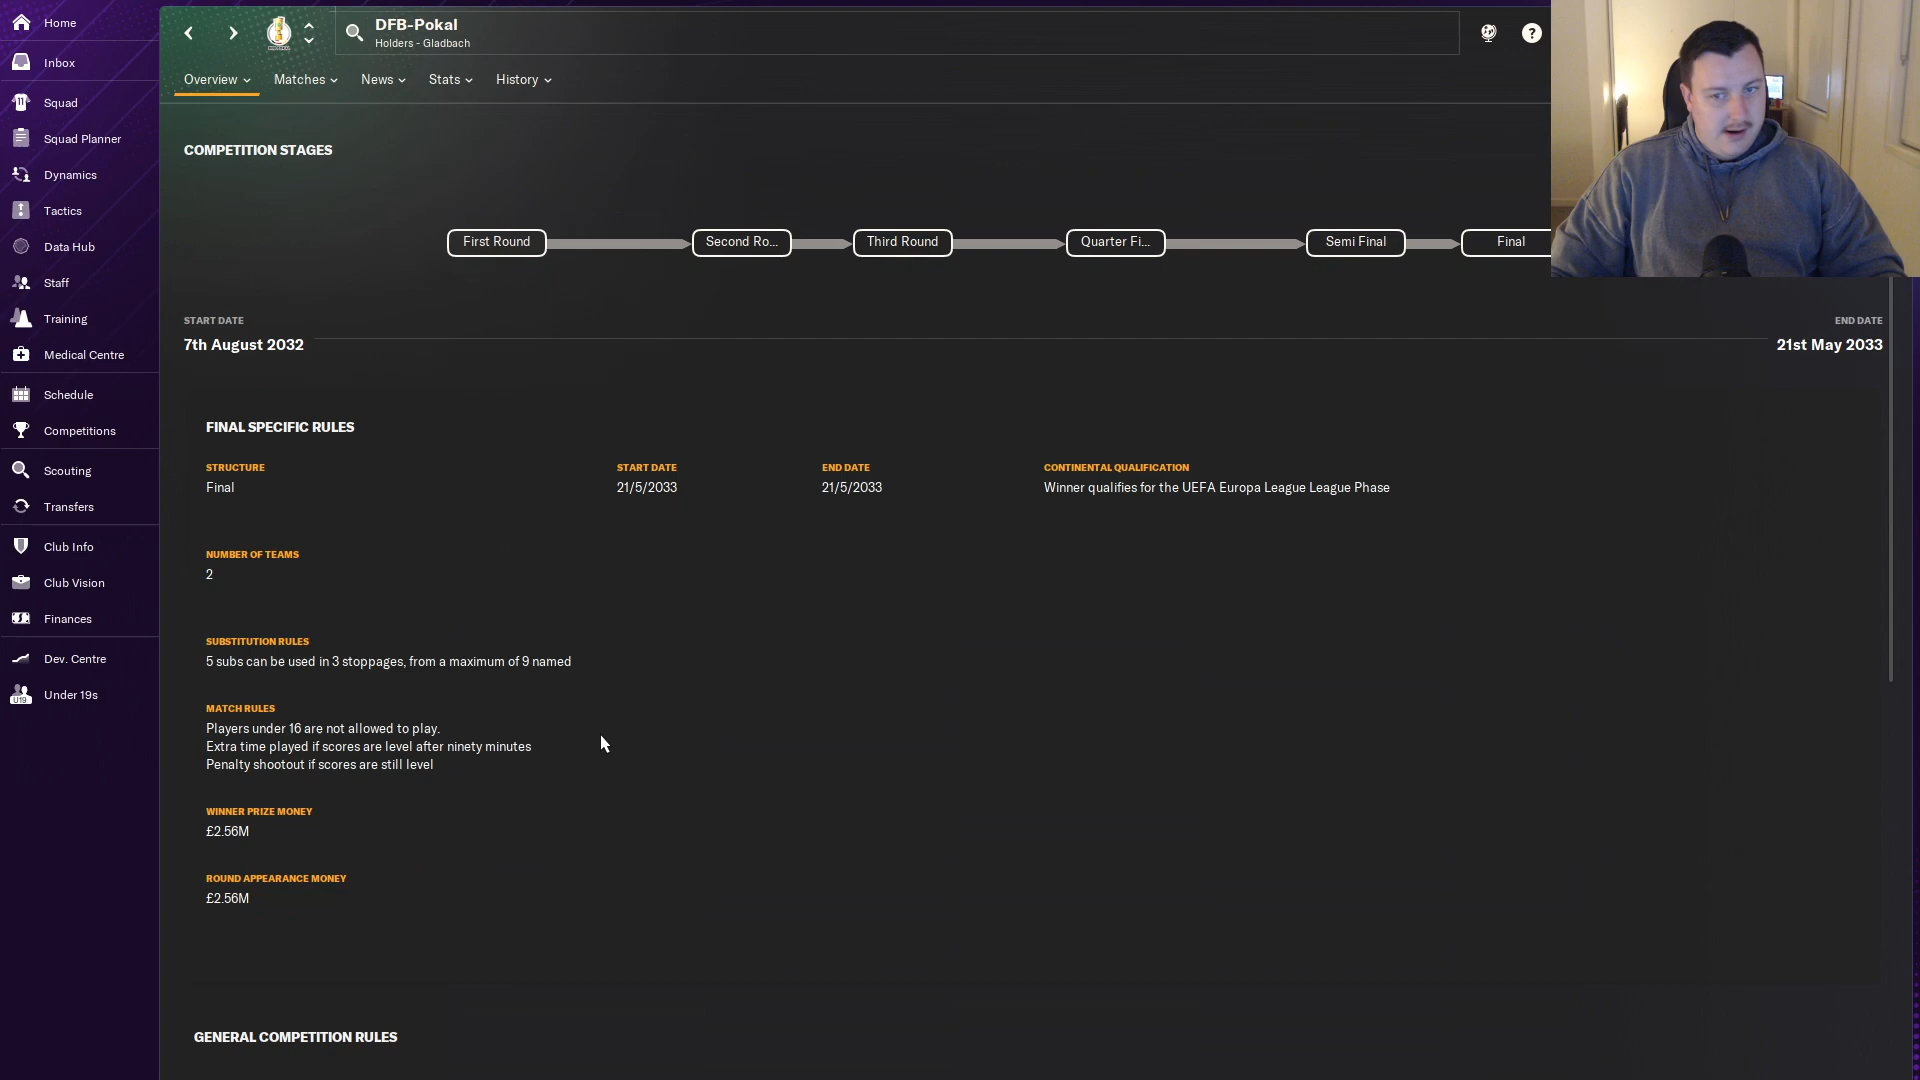 Home
Inbox
Squad
Squad Planner
Dynamics
Tactics
Data Hub
Staff
Training
Medical Centre
Schedule
Competitions
Scouting
Transfers
Club Info
Club Vision
Finances
Dev. Centre
Under 19s
DFB-Pokal
Holders - Gladbach
Overview
Matches
News
Stats
History
COMPETITION STAGES
First Round
Second Ro...
Third Round
Quarter Fi...
Semi Final
Final
START DATE
END DATE
7th August 2032
21st May 2033
FINAL SPECIFIC RULES
STRUCTURE
START DATE
END DATE
CONTINENTAL QUALIFICATION
Final
21/5/2033
21/5/2033
Winner qualifies for the UEFA Europa League League Phase
NUMBER OF TEAMS
2
SUBSTITUTION RULES
5 subs can be used in 3 stoppages, from a maximum of 9 named
MATCH RULES
Players under 16 are not allowed to play.
Extra time played if scores are level after ninety minutes
Penalty shootout if scores are still level
WINNER PRIZE MONEY
£2.56M
ROUND APPEARANCE MONEY
£2.56M
GENERAL COMPETITION RULES